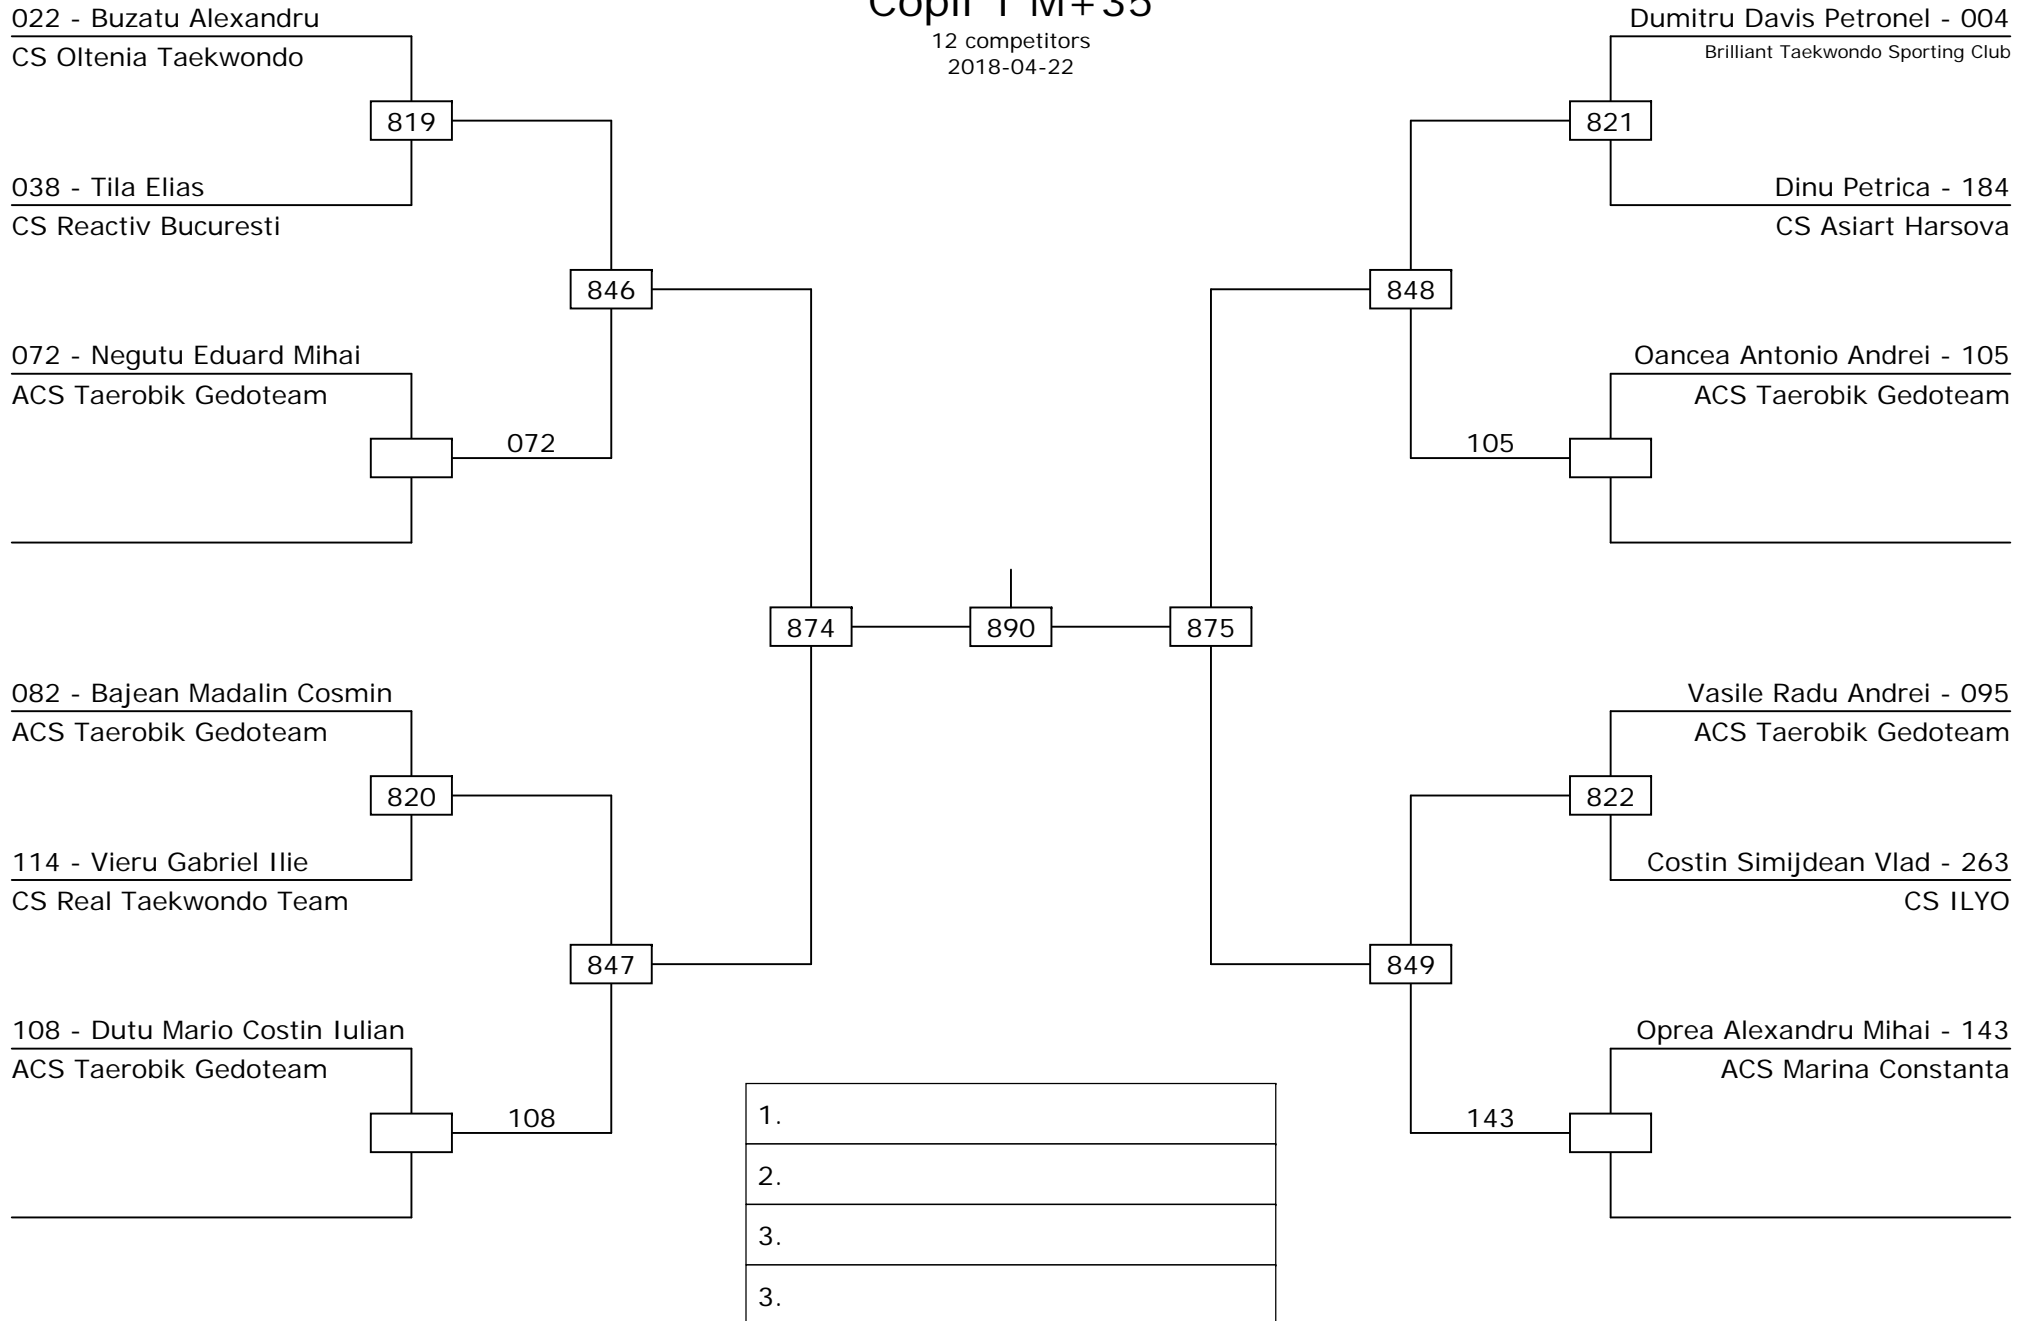 Copii 1 M+35
12 competitors
2018-04-22
022 - Buzatu Alexandru
CS Oltenia Taekwondo
819
038 - Tila Elias
CS Reactiv Bucuresti
846
072 - Negutu Eduard Mihai
ACS Taerobik Gedoteam
072
874
082 - Bajean Madalin Cosmin
ACS Taerobik Gedoteam
820
114 - Vieru Gabriel Ilie
CS Real Taekwondo Team
847
108 - Dutu Mario Costin Iulian
ACS Taerobik Gedoteam
108
890
Dumitru Davis Petronel - 004
Brilliant Taekwondo Sporting Club
821
Dinu Petrica - 184
CS Asiart Harsova
848
Oancea Antonio Andrei - 105
ACS Taerobik Gedoteam
105
875
Vasile Radu Andrei - 095
ACS Taerobik Gedoteam
822
Costin Simijdean Vlad - 263
CS ILYO
849
Oprea Alexandru Mihai - 143
ACS Marina Constanta
143
1.
2.
3.
3.